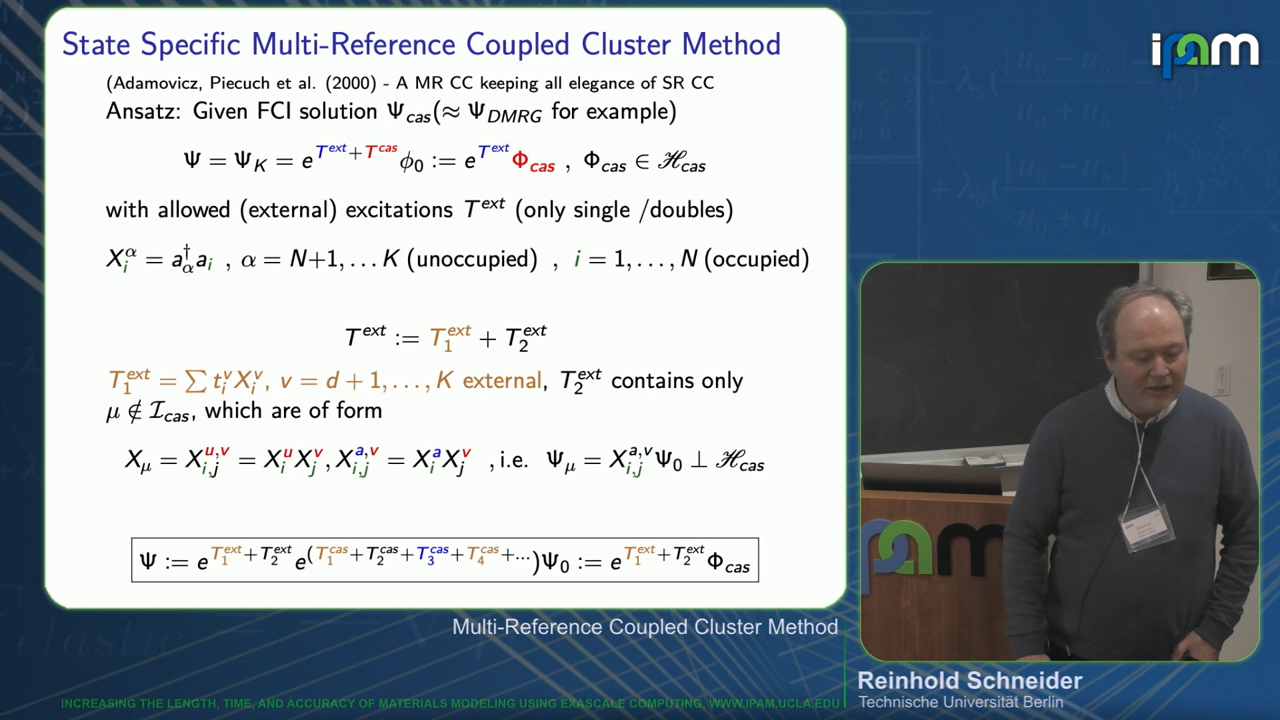 State Specific Multi-Reference Coupled Cluster Method
(Adamovicz, Piecuch et al. (2000) - A MR CC keeping all elegance of SR CC
Ansatz: Given FCI solution Ψ_cas(≈ Ψ_DMRG for example)
Ψ = Ψ_K = e^{T^ext+T^cas}ϕ_0 := e^{T^ext}Φ_cas , Φ_cas ∈ ℋ_cas
with allowed (external) excitations T^ext (only single /doubles)
X_i^α = a_α^† a_i , α = N+1, … K (unoccupied) , i = 1, …, N (occupied)
T^ext := T_1^ext + T_2^ext
T_1^ext = ∑ t_i^v X_i^v, v = d + 1, …, K external, T_2^ext contains only
μ ∉ ℐ_cas, which are of form
X_μ = X_{i,j}^{u,v} = X_i^u X_j^v, X_{i,j}^{a,v} = X_i^a X_j^v , i.e. Ψ_μ = X_{i,j}^{a,v} Ψ_0 ⊥ ℋ_cas
Ψ := e^{T_1^ext+T_2^ext} e^(T_1^cas+T_2^cas+T_3^cas+T_4^cas+…)Ψ_0 := e^{T_1^ext+T_2^ext} Φ_cas
ipam
ipam
Multi-Reference Coupled Cluster Method
Reinhold Schneider
Technische Universität Berlin
INCREASING THE LENGTH, TIME, AND ACCURACY OF MATERIALS MODELING USING EXASCALE COMPUTING, WWW.IPAM.UCLA.EDU